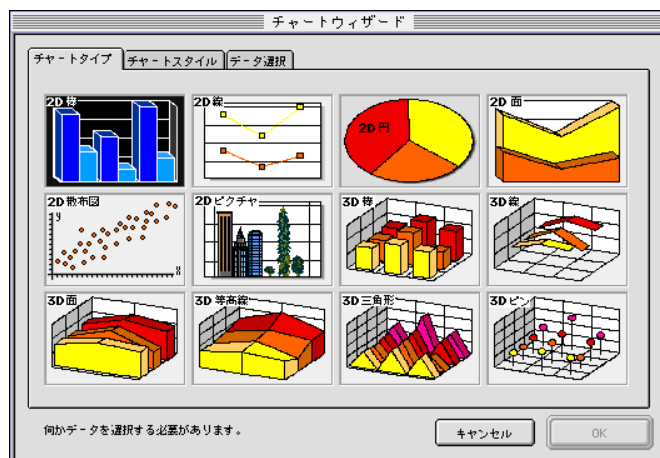 チャートウィザード
チャートタイプ チャートスタイル データ選択
2D 棒 2D 線 2D 円 2D 面
2D 散布図 2D ピクチャ 3D 棒 3D 線
y
x
3D 面 3D 等高線 3D 三角形 3D ピン
何かデータを選択する必要があります。
キャンセル OK